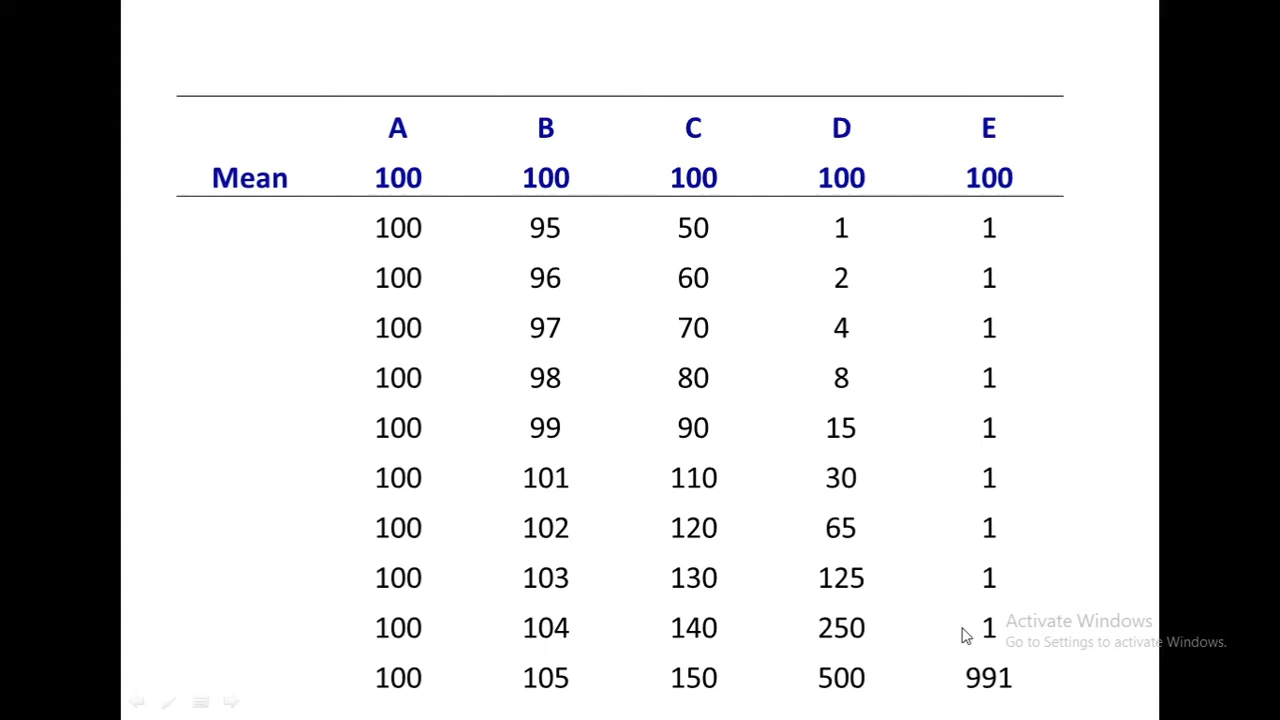 A B C D E
Mean 100 100 100 100 100
100 95 50 1 1
100 96 60 2 1
100 97 70 4 1
100 98 80 8 1
100 99 90 15 1
100 101 110 30 1
100 102 120 65 1
100 103 130 125 1
100 104 140 250 1
100 105 150 500 991
Activate Windows
Go to Settings to activate Windows.